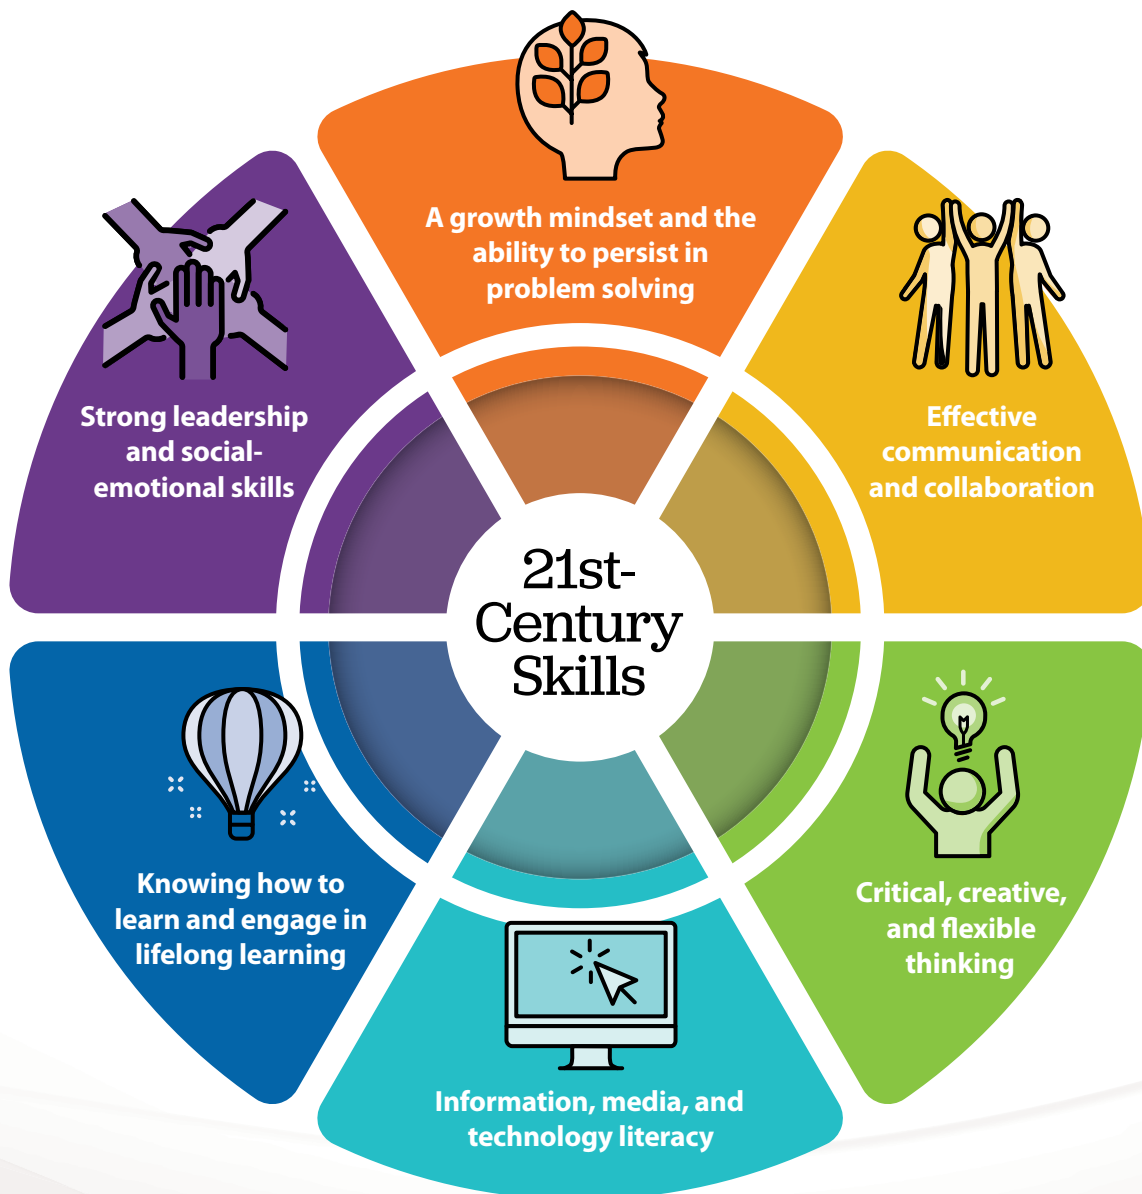 A growth mindset and the
ability to persist in
problem solving
Effective
communication
and collaboration
Critical, creative,
and flexible
thinking
Information, media, and
technology literacy
Knowing how to
learn and engage in
lifelong learning
Strong leadership
and social-
emotional skills
21st-
Century
Skills